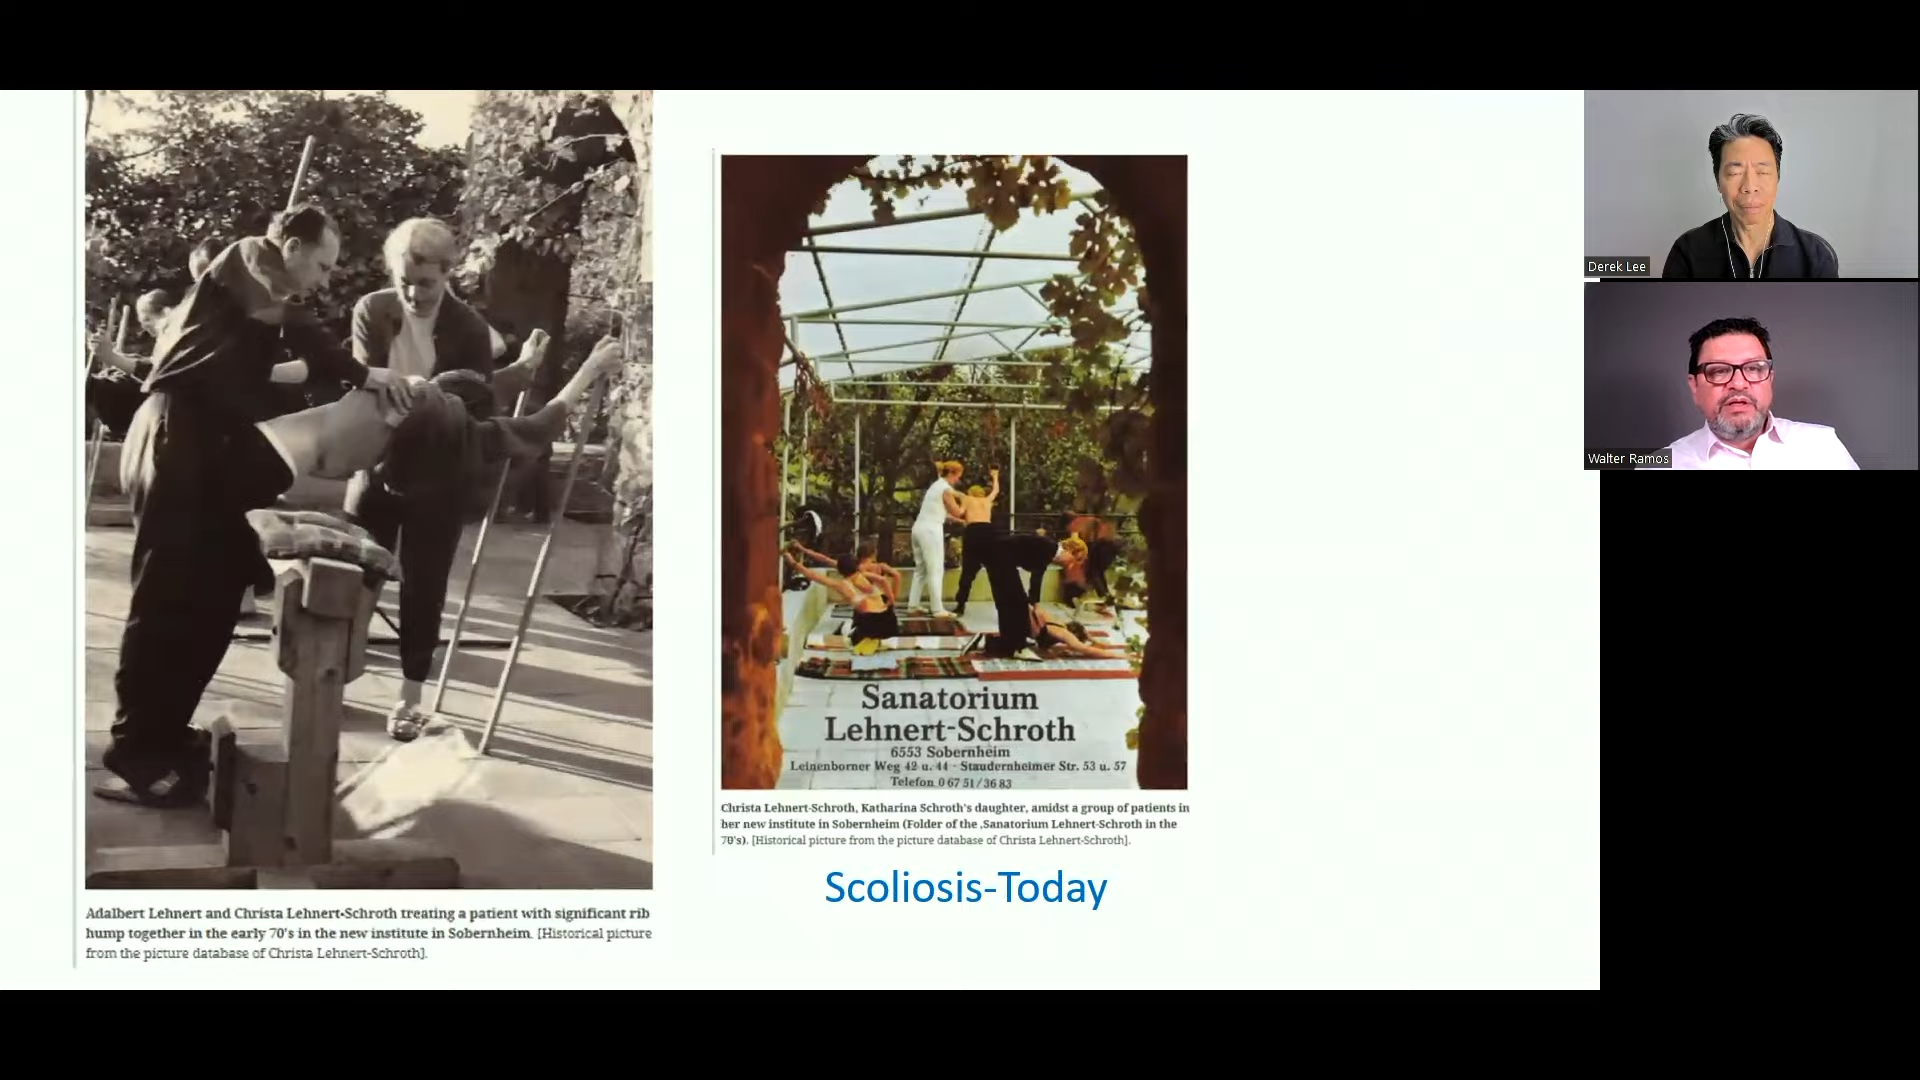 Adalbert Lehnert and Christa Lehnert-Schroth treating a patient with significant rib
hump together in the early 70's in the new institute in Sobernheim. [Historical picture
from the picture database of Christa Lehnert-Schroth].
Sanatorium
Lehnert-Schroth
6553 Sobernheim
Leinenborner Weg 42 u. 44 - Staudernheimer Str. 53 u. 57
Telefon 0 67 51 / 36 83
Christa Lehnert-Schroth, Katharina Schroth's daughter, amidst a group of patients in
her new institute in Sobernheim (Folder of the ‚Sanatorium Lehnert-Schroth in the
70's). [Historical picture from the picture database of Christa Lehnert-Schroth].
Scoliosis-Today
Derek Lee
Walter Ramos